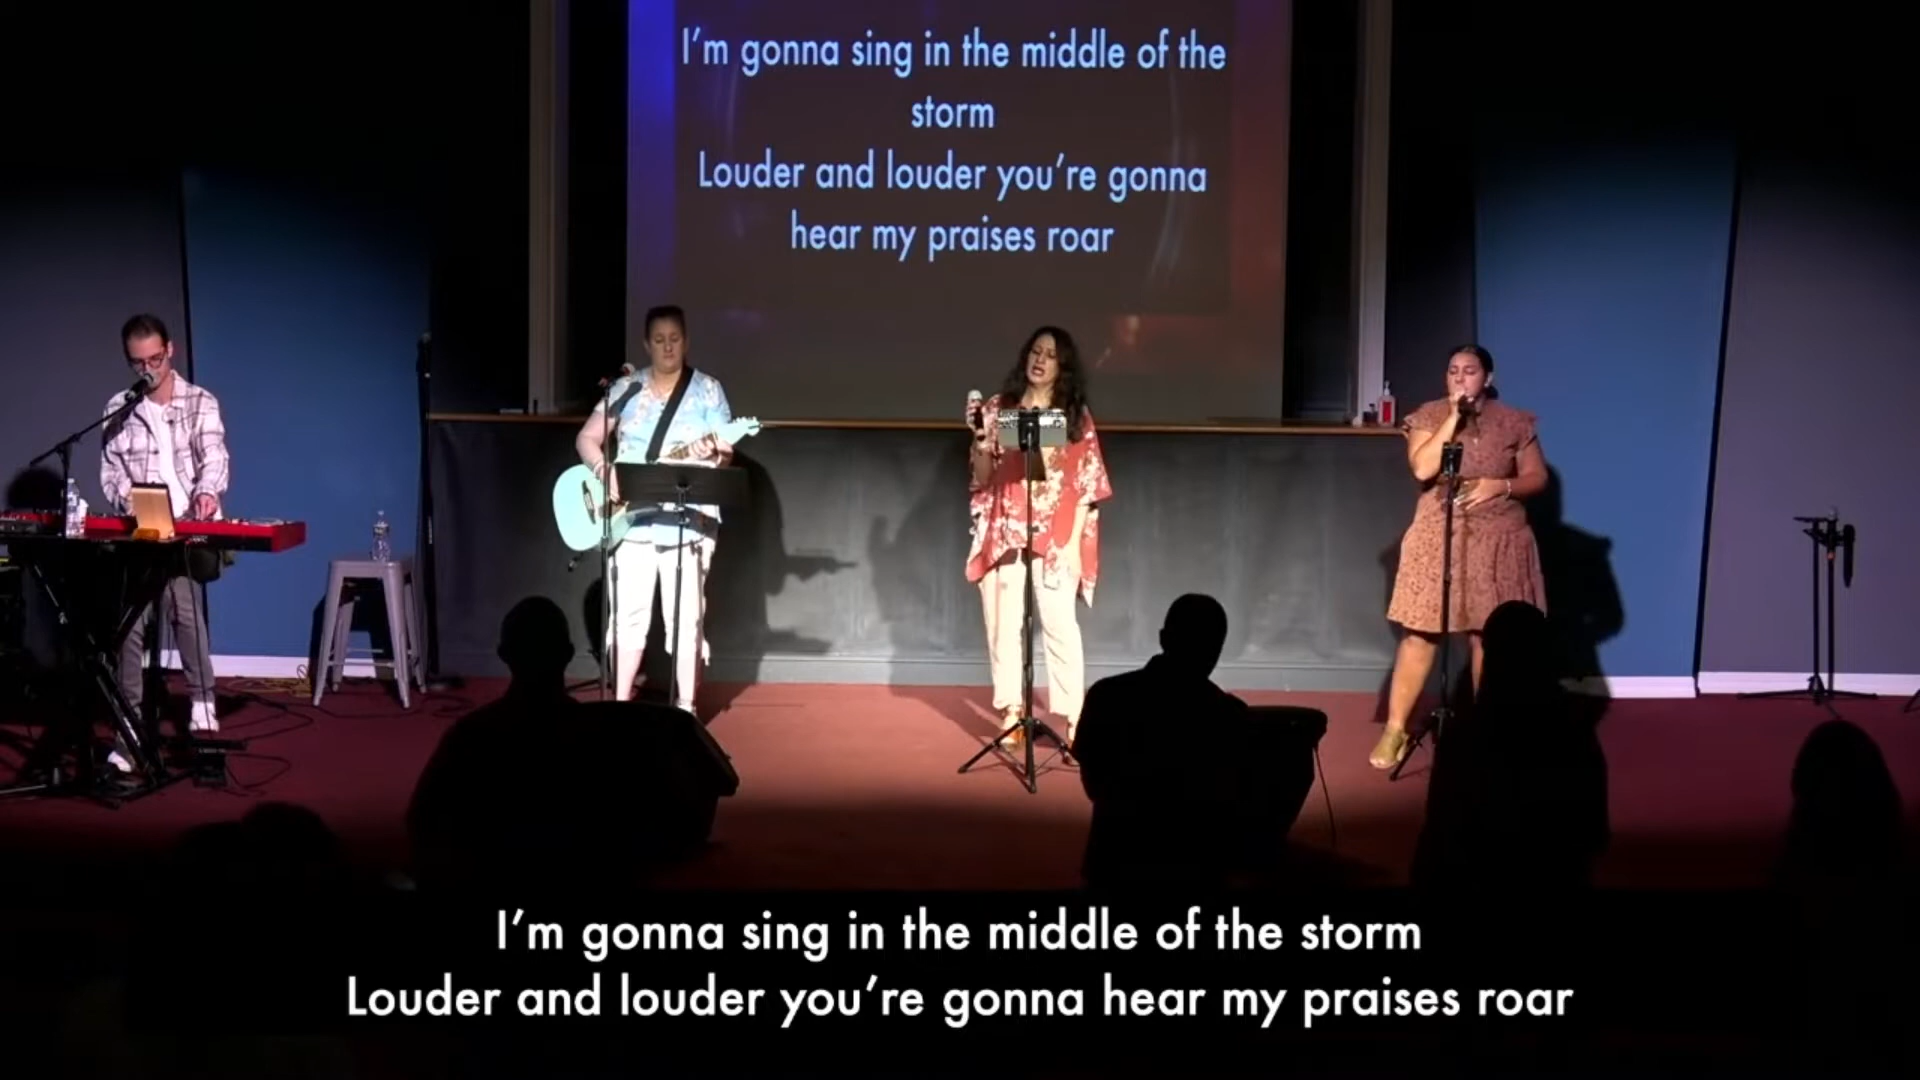 I'm gonna sing in the middle of the
storm
Louder and louder you're gonna
hear my praises roar
I'm gonna sing in the middle of the storm
Louder and louder you're gonna hear my praises roar